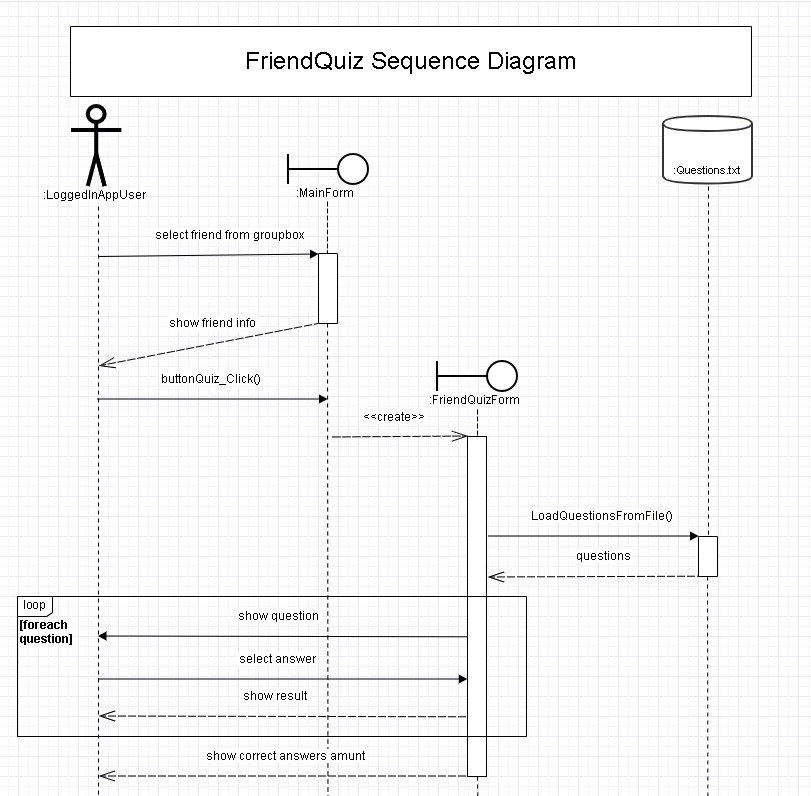 FriendQuiz Sequence Diagram
:LoggedInAppUser
:MainForm
:Questions.txt
select friend from groupbox
show friend info
buttonQuiz_Click()
:FriendQuizForm
<<create>>
LoadQuestionsFromFile()
questions
loop
[foreach
question]
show question
select answer
show result
show correct answers amunt